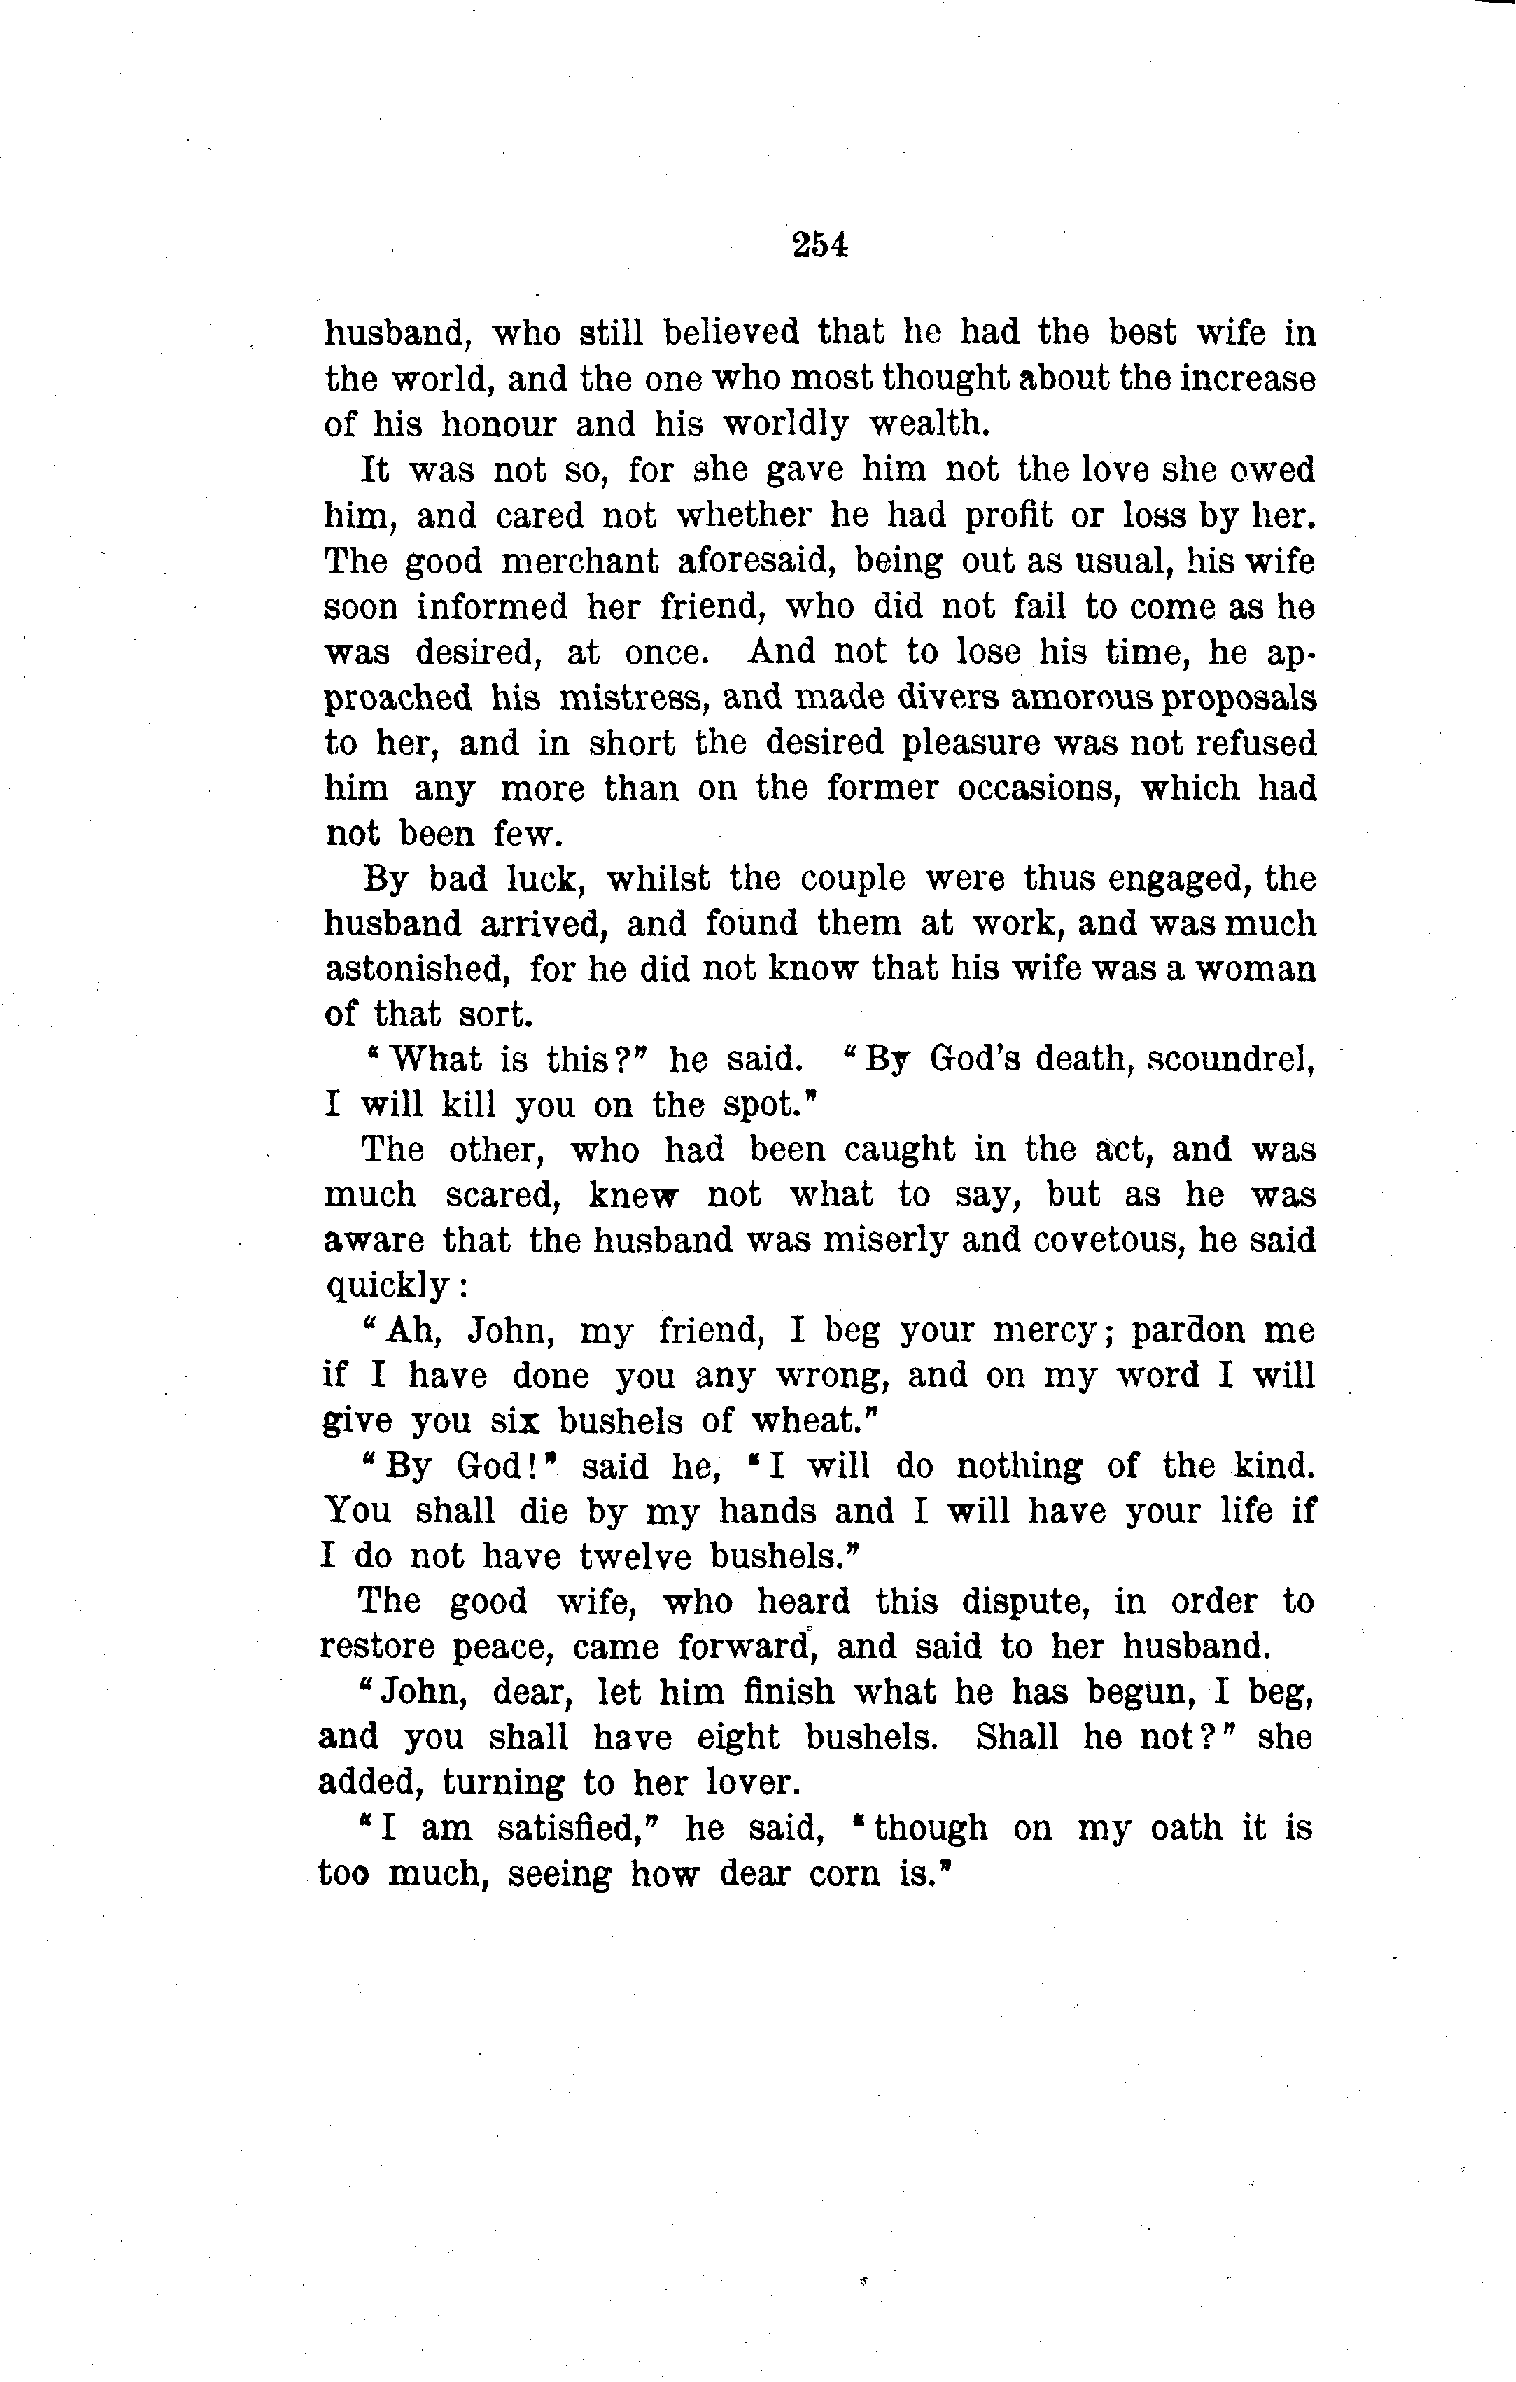 254
husband, who still believed that he had the best wife in
the world, and the one who most thought about the increase
of his honour and his worldly wealth.
It was not so, for she gave him not the love she owed
him, and cared not whether he had profit or loss by her.
The good merchant aforesaid, being out as usual, his wife
soon informed her friend, who did not fail to come as he
was desired, at once. And not to lose his time, he ap-
proached his mistress, and made divers amorous proposals
to her, and in short the desired pleasure was not refused
him any more than on the former occasions, which had
not been few.
By bad luck, whilst the couple were thus engaged, the
husband arrived, and found them at work, and was much
astonished, for he did not know that his wife was a woman
of that sort.
“What is this?” he said. “By God's death, scoundrel,
I will kill you on the spot.”
The other, who had been caught in the act, and was
much scared, knew not what to say, but as he was
aware that the husband was miserly and covetous, he said
quickly:
“Ah, John, my friend, I beg your mercy; pardon me
if I have done you any wrong, and on my word I will
give you six bushels of wheat.”
“By God!” said he, “I will do nothing of the kind.
You shall die by my hands and I will have your life if
I do not have twelve bushels.”
The good wife, who heard this dispute, in order to
restore peace, came forward, and said to her husband.
“John, dear, let him finish what he has begun, I beg,
and you shall have eight bushels. Shall he not?” she
added, turning to her lover.
“I am satisfied,” he said, “though on my oath it is
too much, seeing how dear corn is.”